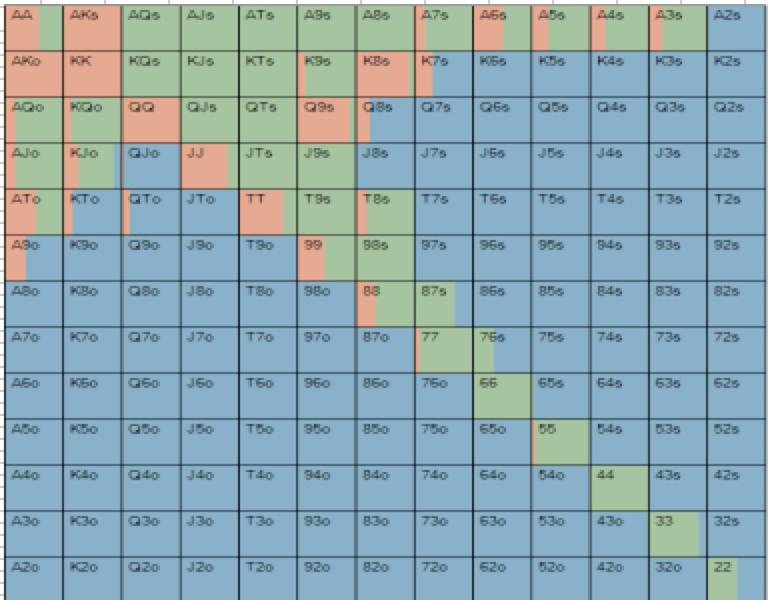 AA AKs AQs AJs ATs A9s A8s A7s A6s A5s A4s A3s A2s
AKo KK KQs KJs KTs K9s K8s K7s K6s K5s K4s K3s K2s
AQo KQo QQ QJs QTs Q9s Q8s Q7s Q6s Q5s Q4s Q3s Q2s
AJo KJo QJo JJ JTs J9s J8s J7s J6s J5s J4s J3s J2s
ATo KTo QTo JTo TT T9s T8s T7s T6s T5s T4s T3s T2s
A9o K9o Q9o J9o T9o 99 98s 97s 96s 95s 94s 93s 92s
A8o K8o Q8o J8o T8o 98o 88 87s 86s 85s 84s 83s 82s
A7o K7o Q7o J7o T7o 97o 87o 77 76s 75s 74s 73s 72s
A6o K6o Q6o J6o T6o 96o 86o 76o 66 65s 64s 63s 62s
A5o K5o Q5o J5o T5o 95o 85o 75o 65o 55 54s 53s 52s
A4o K4o Q4o J4o T4o 94o 84o 74o 64o 54o 44 43s 42s
A3o K3o Q3o J3o T3o 93o 83o 73o 63o 53o 43o 33 32s
A2o K2o Q2o J2o T2o 92o 82o 72o 62o 52o 42o 32o 22